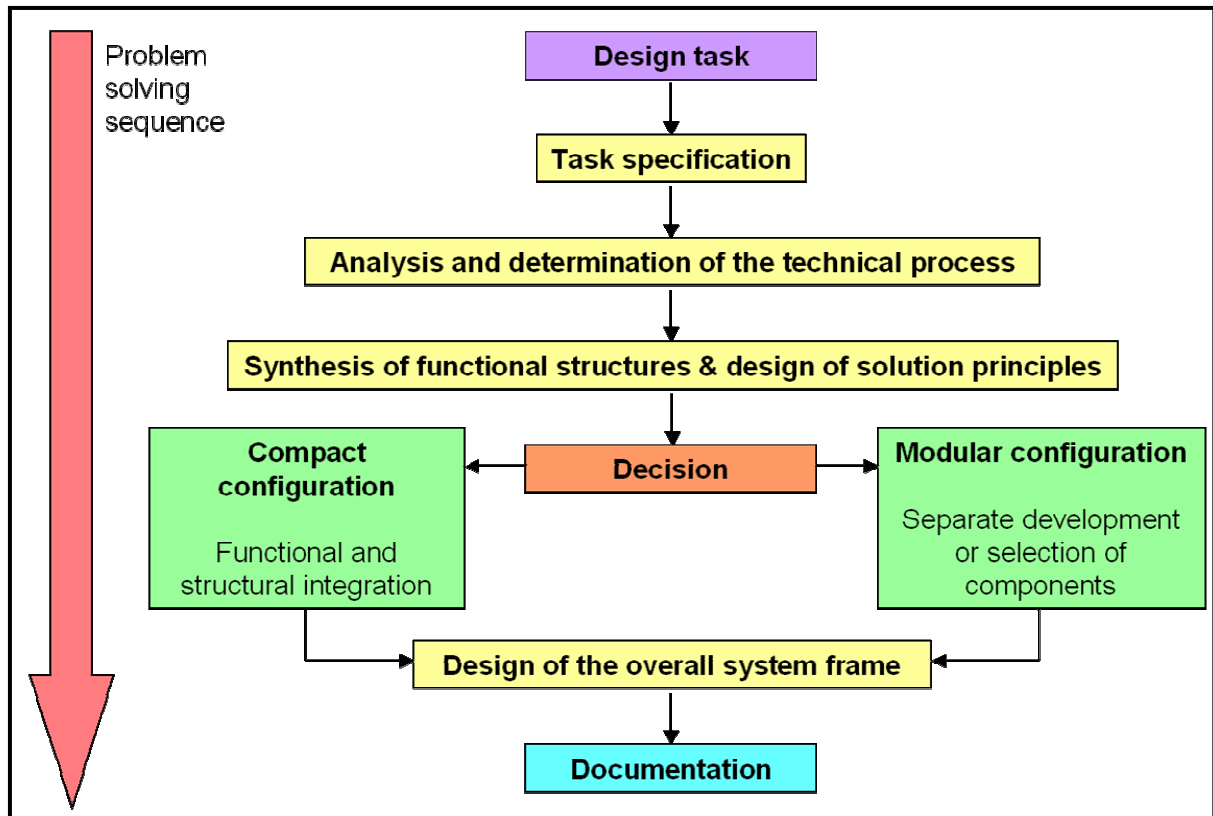 Problem
solving
sequence
Design task
Task specification
Analysis and determination of the technical process
Synthesis of functional structures & design of solution principles
Compact
configuration
Functional and
structural integration
Decision
Modular configuration
Separate development
or selection of
components
Design of the overall system frame
Documentation